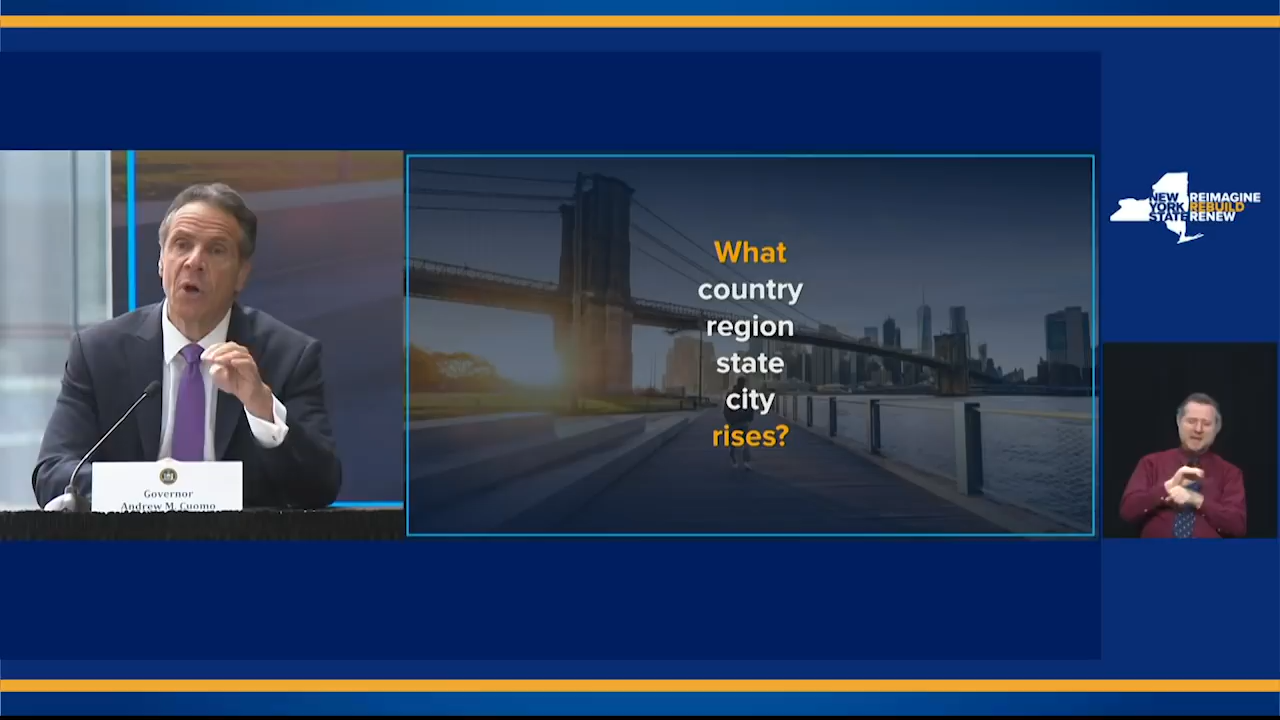 Governor
Andrew M. Cuomo
What
country
region
state
city
rises?
NEW
YORK
STATE
REIMAGINE
REBUILD
RENEW